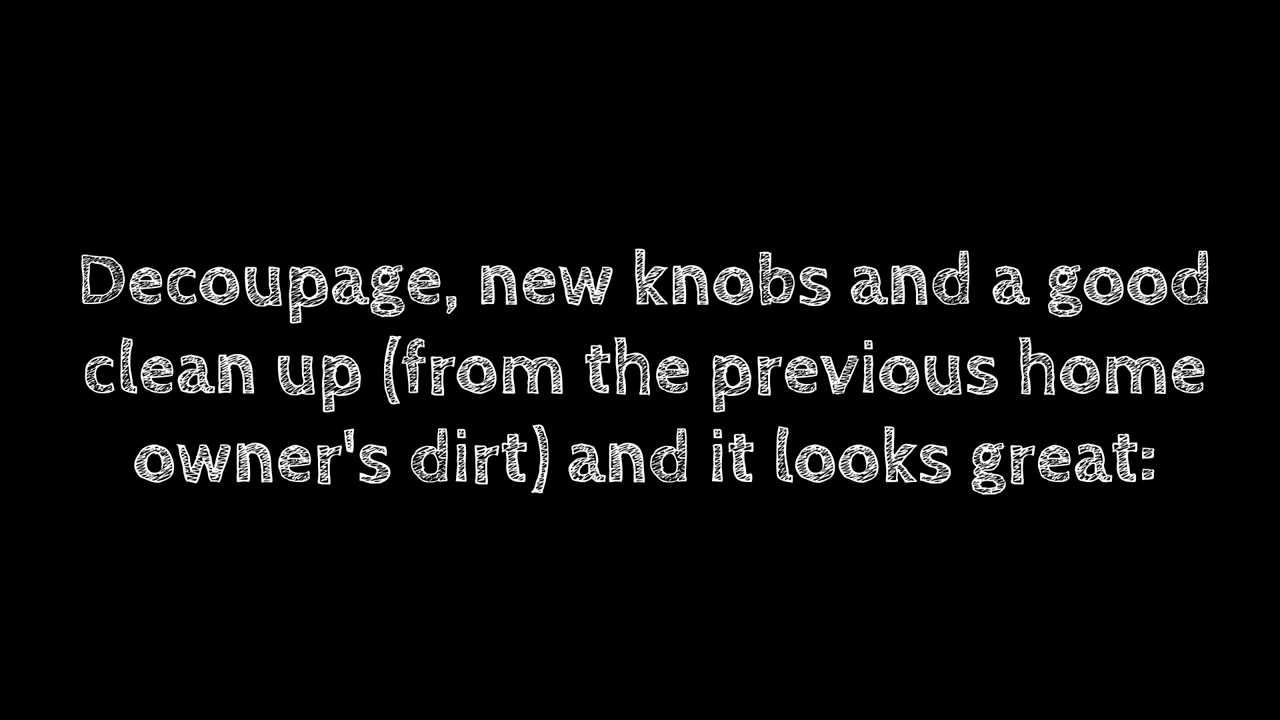 Decoupage, new knobs and a good
clean up (from the previous home
owner's dirt) and it looks great: